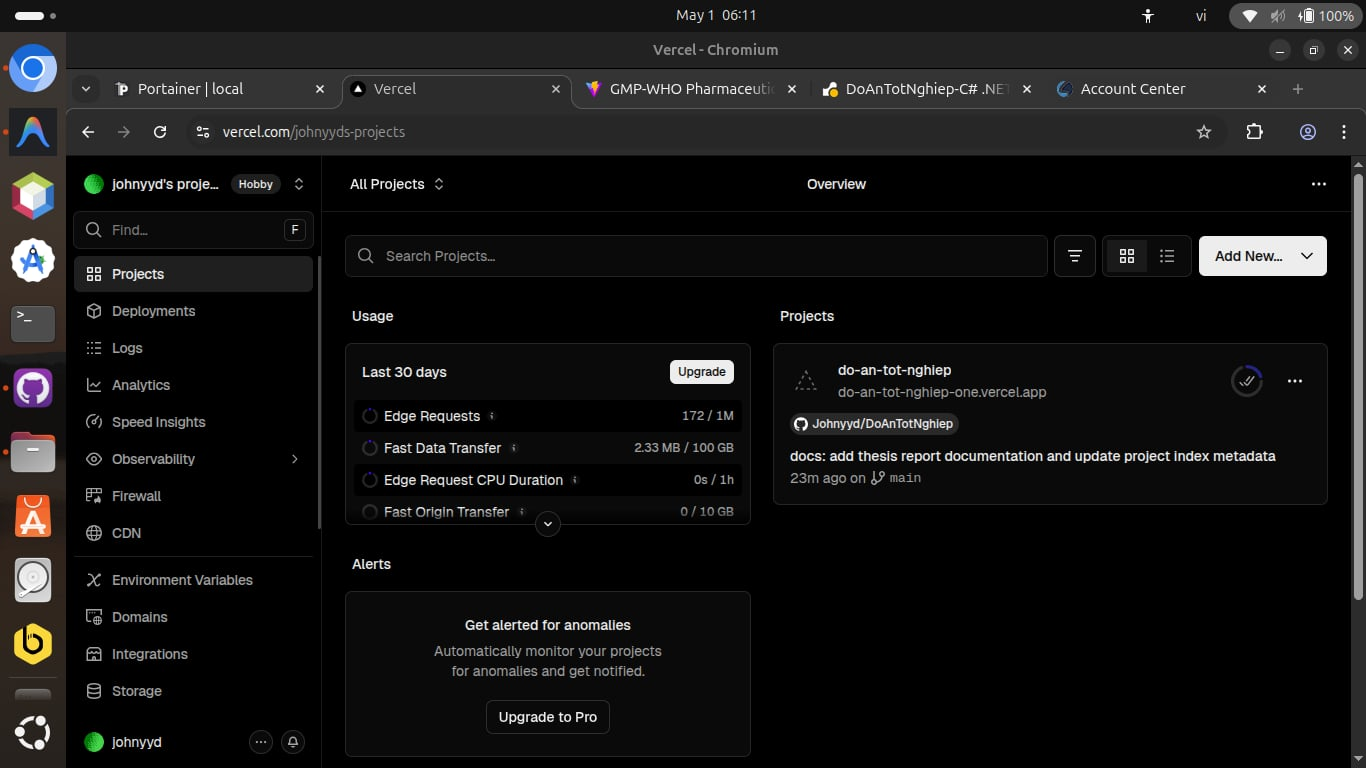 May 1 06:11
vi
100%
Vercel - Chromium
Portainer | local
Vercel
GMP-WHO Pharmaceutic
DoAnTotNghiep-C# .NET
Account Center
vercel.com/johnyyds-projects
johnyyd's proje...
Hobby
All Projects
Overview
Find...
F
Search Projects...
Add New...
Projects
Deployments
Logs
Analytics
Speed Insights
Observability
Firewall
CDN
Environment Variables
Domains
Integrations
Storage
johnyyd
Usage
Last 30 days
Upgrade
Edge Requests
172 / 1M
Fast Data Transfer
2.33 MB / 100 GB
Edge Request CPU Duration
0s / 1h
Fast Origin Transfer
0 / 10 GB
Alerts
Get alerted for anomalies
Automatically monitor your projects
for anomalies and get notified.
Upgrade to Pro
Projects
do-an-tot-nghiep
do-an-tot-nghiep-one.vercel.app
Johnyyd/DoAnTotNghiep
docs: add thesis report documentation and update project index metadata
23m ago on main